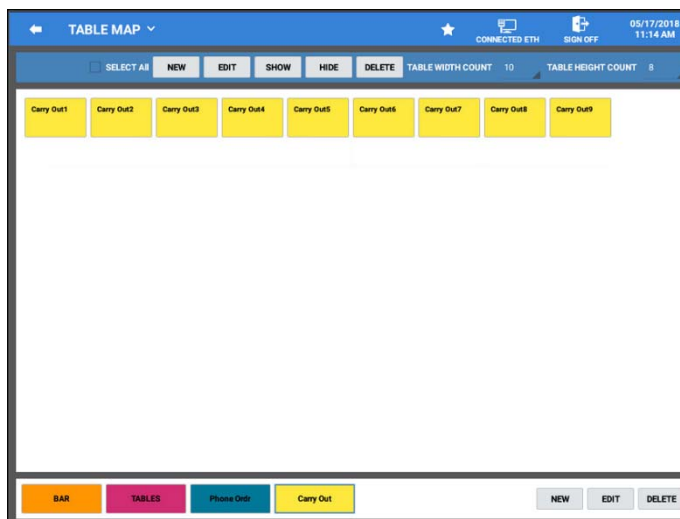 TABLE MAP
CONNECTED ETH
SIGN OFF
05/17/2018
11:14 AM
SELECT All NEW EDIT SHOW HIDE DELETE TABLE WIDTH COUNT 10 TABLE HEIGHT COUNT 8
Carry Out1 Carry Out2 Carry Out3 Carry Out4 Carry Out5 Carry Out6 Carry Out7 Carry Out8 Carry Out9
BAR TABLES Phone Ordr Carry Out NEW EDIT DELETE